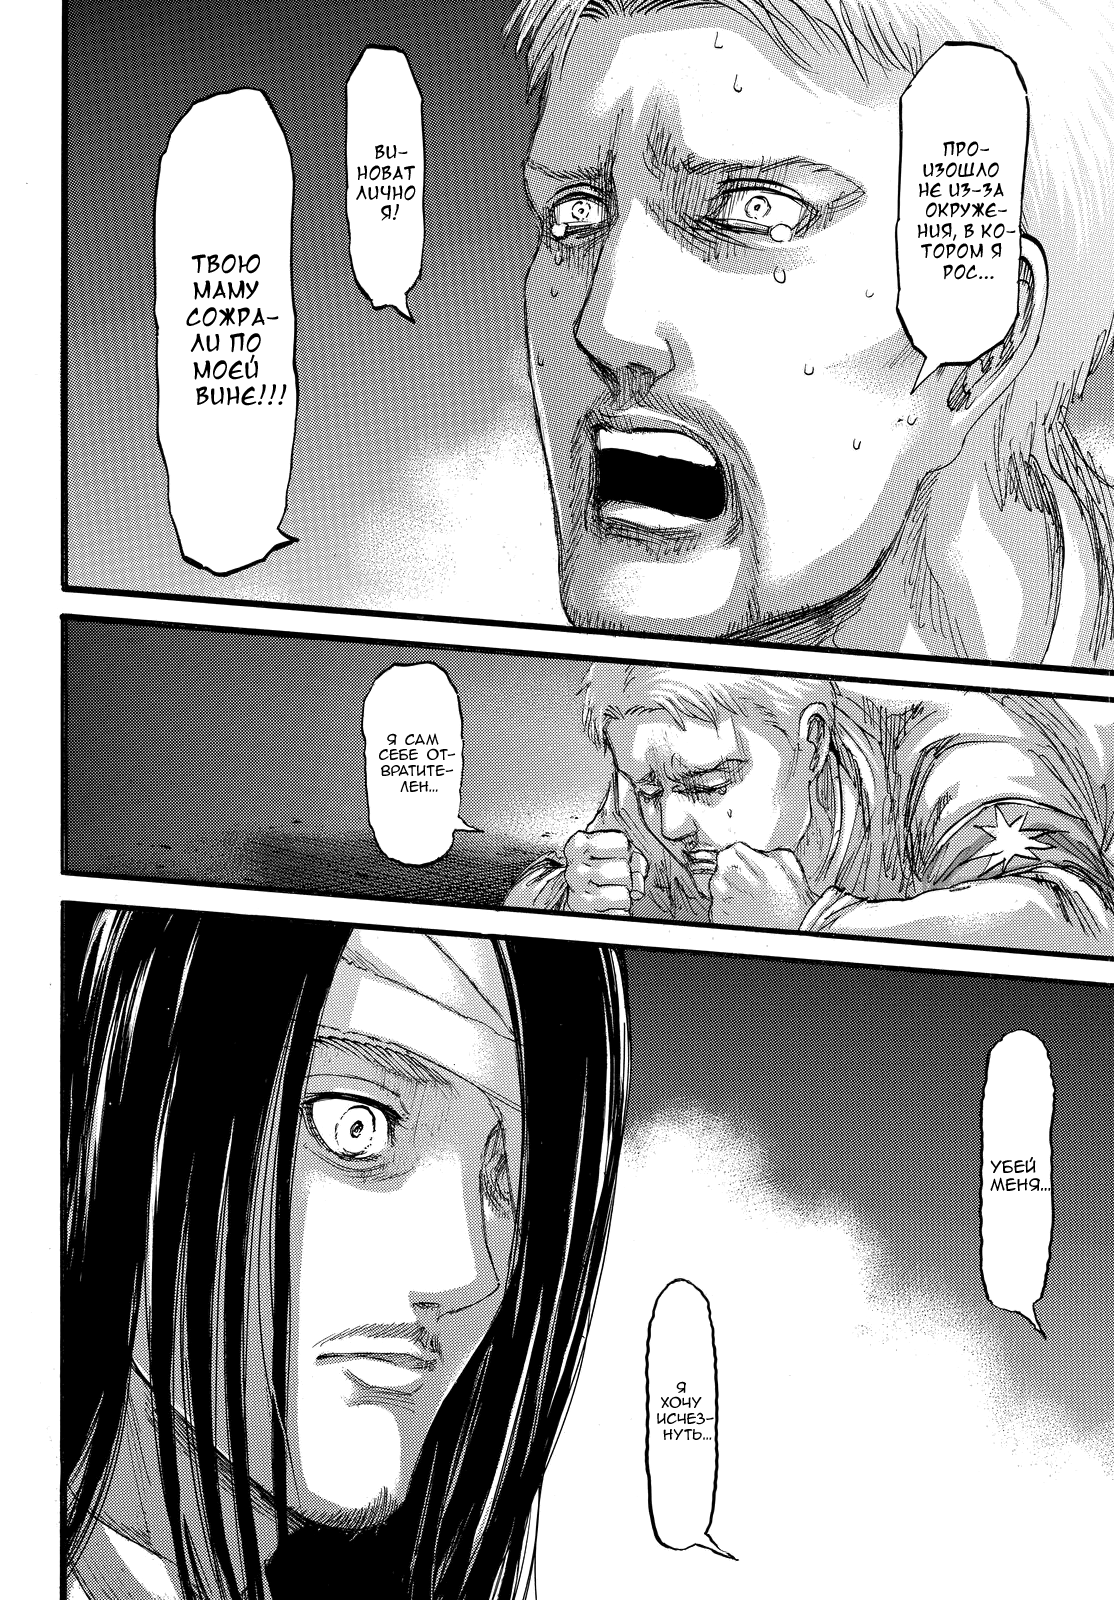 ПРО-
ИЗОШЛО
НЕ ИЗ-ЗА
ОКРУЖЕ-
НИЯ, В КО-
ТОРОМ Я
РОС...
ВИ-
НОВАТ
ЛИЧНО
Я!
ТВОЮ
МАМУ
СОЖРА-
ЛИ ПО
МОЕЙ
ВИНЕ!!!
Я САМ
СЕБЕ ОТ-
ВРАТИТЕ-
ЛЕН...
УБЕЙ
МЕНЯ...
Я
ХОЧУ
ИСЧЕЗ-
НУТЬ...